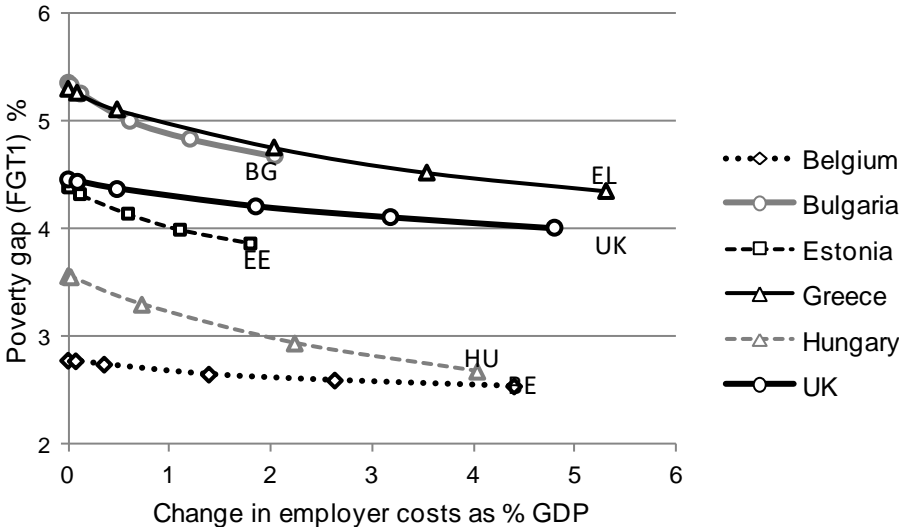 Poverty gap (FGT1) %
6
5
4
3
2
0
1
2
3
4
5
6
Change in employer costs as % GDP
BG
EL
UK
EE
HU
BE
Belgium
Bulgaria
Estonia
Greece
Hungary
UK